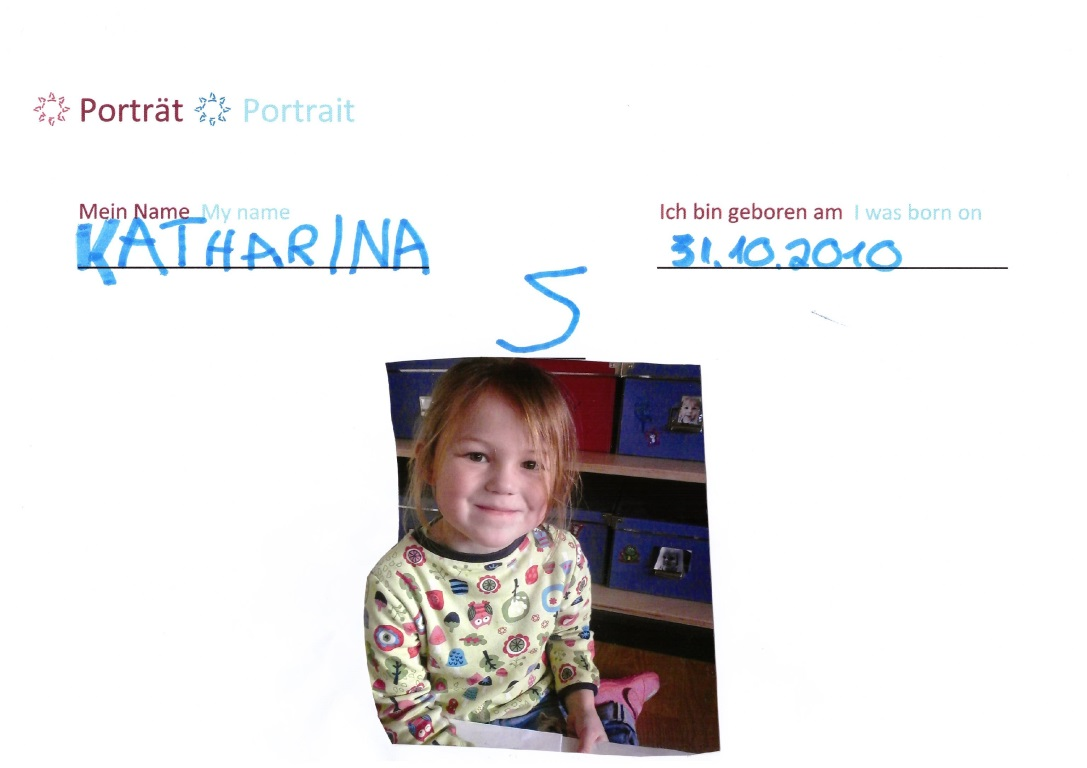 Porträt Portrait
Mein Name My name
KATHARINA
Ich bin geboren am I was born on
31.10.2010
5